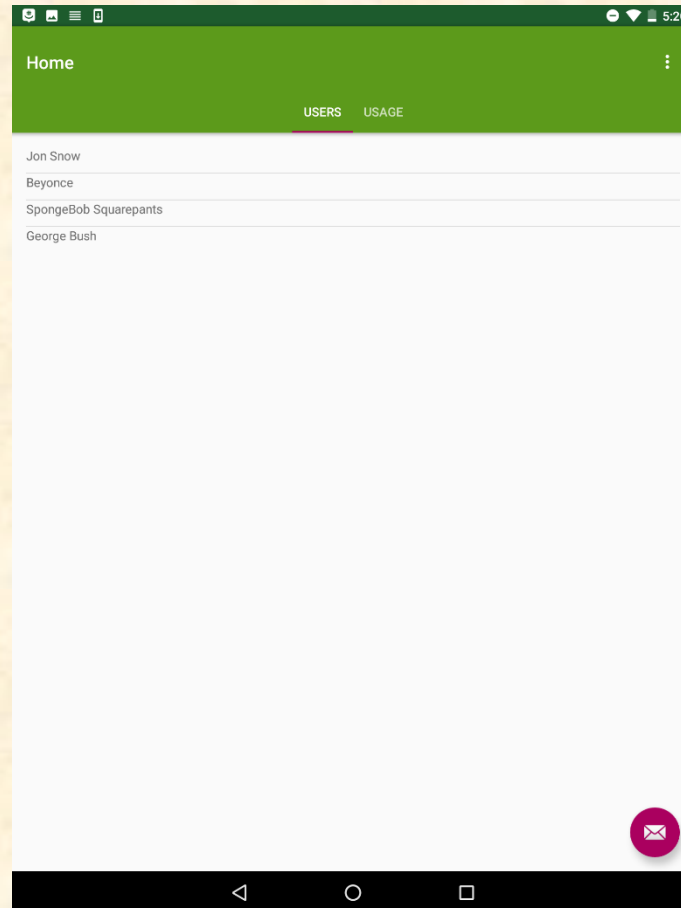 Home
USERS USAGE
Jon Snow
Beyonce
SpongeBob Squarepants
George Bush